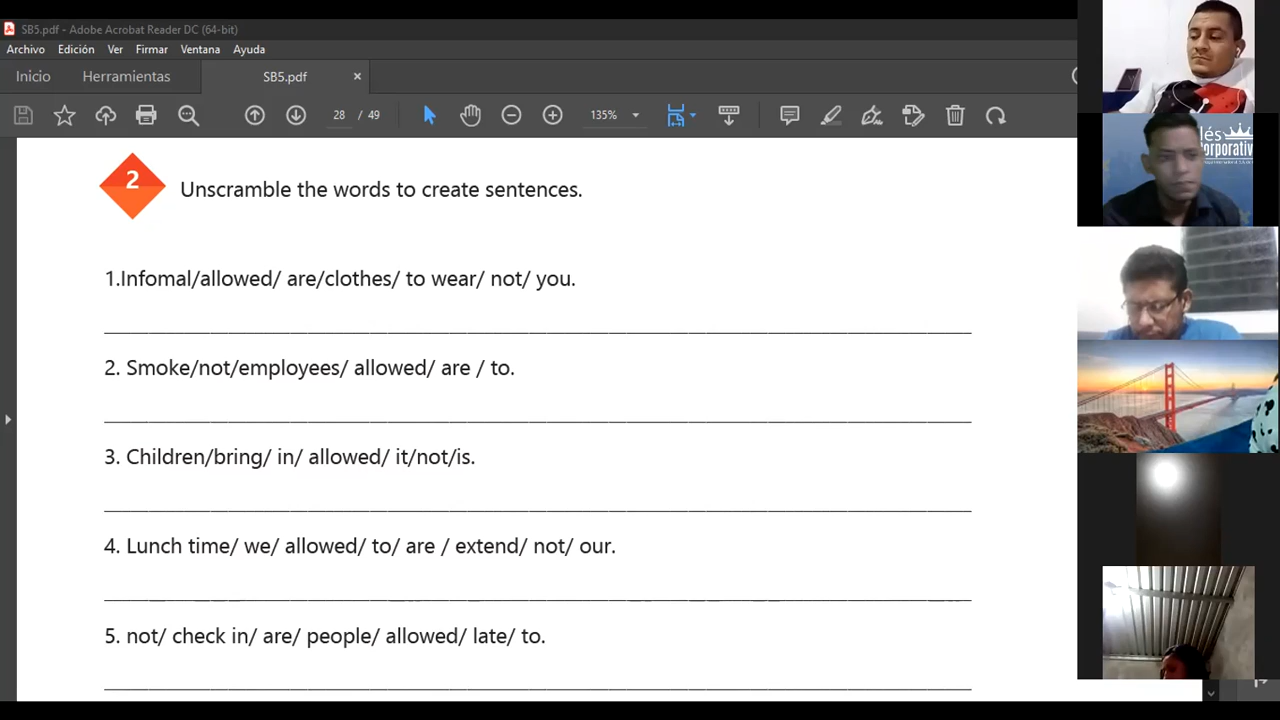 SB5.pdf - Adobe Acrobat Reader DC (64-bit)
Archivo Edición Ver Firmar Ventana Ayuda
Inicio Herramientas SB5.pdf ×
28 / 49 135%
2 Unscramble the words to create sentences.
1.Infomal/allowed/ are/clothes/ to wear/ not/ you.
2. Smoke/not/employees/ allowed/ are / to.
3. Children/bring/ in/ allowed/ it/not/is.
4. Lunch time/ we/ allowed/ to/ are / extend/ not/ our.
5. not/ check in/ are/ people/ allowed/ late/ to.
lés
orporativ